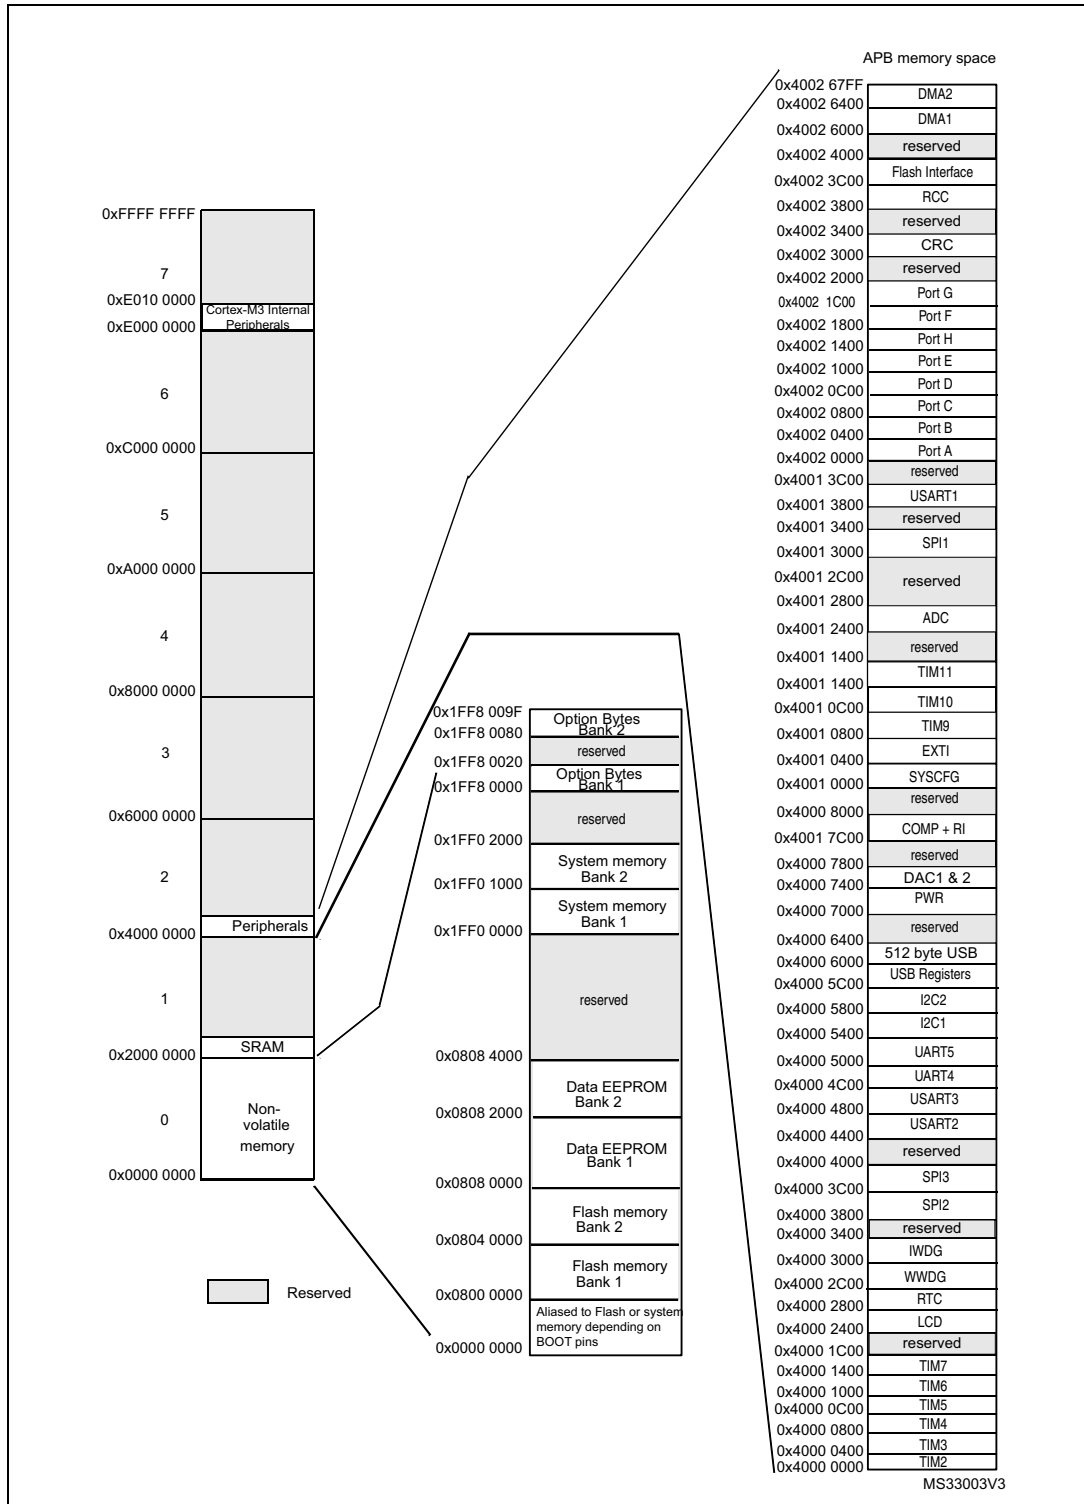 APB memory space
0xFFFF FFFF
7
0xE010 0000
Cortex-M3 Internal
Peripherals
0xE000 0000
6
0xC000 0000
5
0xA000 0000
4
0x8000 0000
3
0x6000 0000
2
Peripherals
0x4000 0000
1
SRAM
0x2000 0000
0
Non-
volatile
memory
0x0000 0000
Reserved
0x1FF8 009F
Option Bytes
Bank 2
0x1FF8 0080
reserved
0x1FF8 0020
Option Bytes
Bank 1
0x1FF8 0000
reserved
0x1FF0 2000
System memory
Bank 2
0x1FF0 1000
System memory
Bank 1
0x1FF0 0000
reserved
0x0808 4000
Data EEPROM
Bank 2
0x0808 2000
Data EEPROM
Bank 1
0x0808 0000
Flash memory
Bank 2
0x0804 0000
Flash memory
Bank 1
0x0800 0000
Aliased to Flash or system
memory depending on
BOOT pins
0x0000 0000
0x4002 67FF
DMA2
0x4002 6400
DMA1
0x4002 6000
reserved
0x4002 4000
Flash Interface
0x4002 3C00
RCC
0x4002 3800
reserved
0x4002 3400
CRC
0x4002 3000
reserved
0x4002 2000
Port G
0x4002 1C00
Port F
0x4002 1800
Port H
0x4002 1400
Port E
0x4002 1000
Port D
0x4002 0C00
Port C
0x4002 0800
Port B
0x4002 0400
Port A
0x4002 0000
reserved
0x4001 3C00
USART1
0x4001 3800
reserved
0x4001 3400
SPI1
0x4001 3000
0x4001 2C00
reserved
0x4001 2800
ADC
0x4001 2400
reserved
0x4001 1400
TIM11
0x4001 1400
TIM10
0x4001 0C00
TIM9
0x4001 0800
EXTI
0x4001 0400
SYSCFG
0x4001 0000
reserved
0x4000 8000
COMP + RI
0x4001 7C00
reserved
0x4000 7800
DAC1 & 2
0x4000 7400
PWR
0x4000 7000
reserved
0x4000 6400
512 byte USB
0x4000 6000
USB Registers
0x4000 5C00
I2C2
0x4000 5800
I2C1
0x4000 5400
UART5
0x4000 5000
UART4
0x4000 4C00
USART3
0x4000 4800
USART2
0x4000 4400
reserved
0x4000 4000
SPI3
0x4000 3C00
SPI2
0x4000 3800
reserved
0x4000 3400
IWDG
0x4000 3000
WWDG
0x4000 2C00
RTC
0x4000 2800
LCD
0x4000 2400
reserved
0x4000 1C00
TIM7
0x4000 1400
TIM6
0x4000 1000
TIM5
0x4000 0C00
TIM4
0x4000 0800
TIM3
0x4000 0400
TIM2
0x4000 0000
MS33003V3